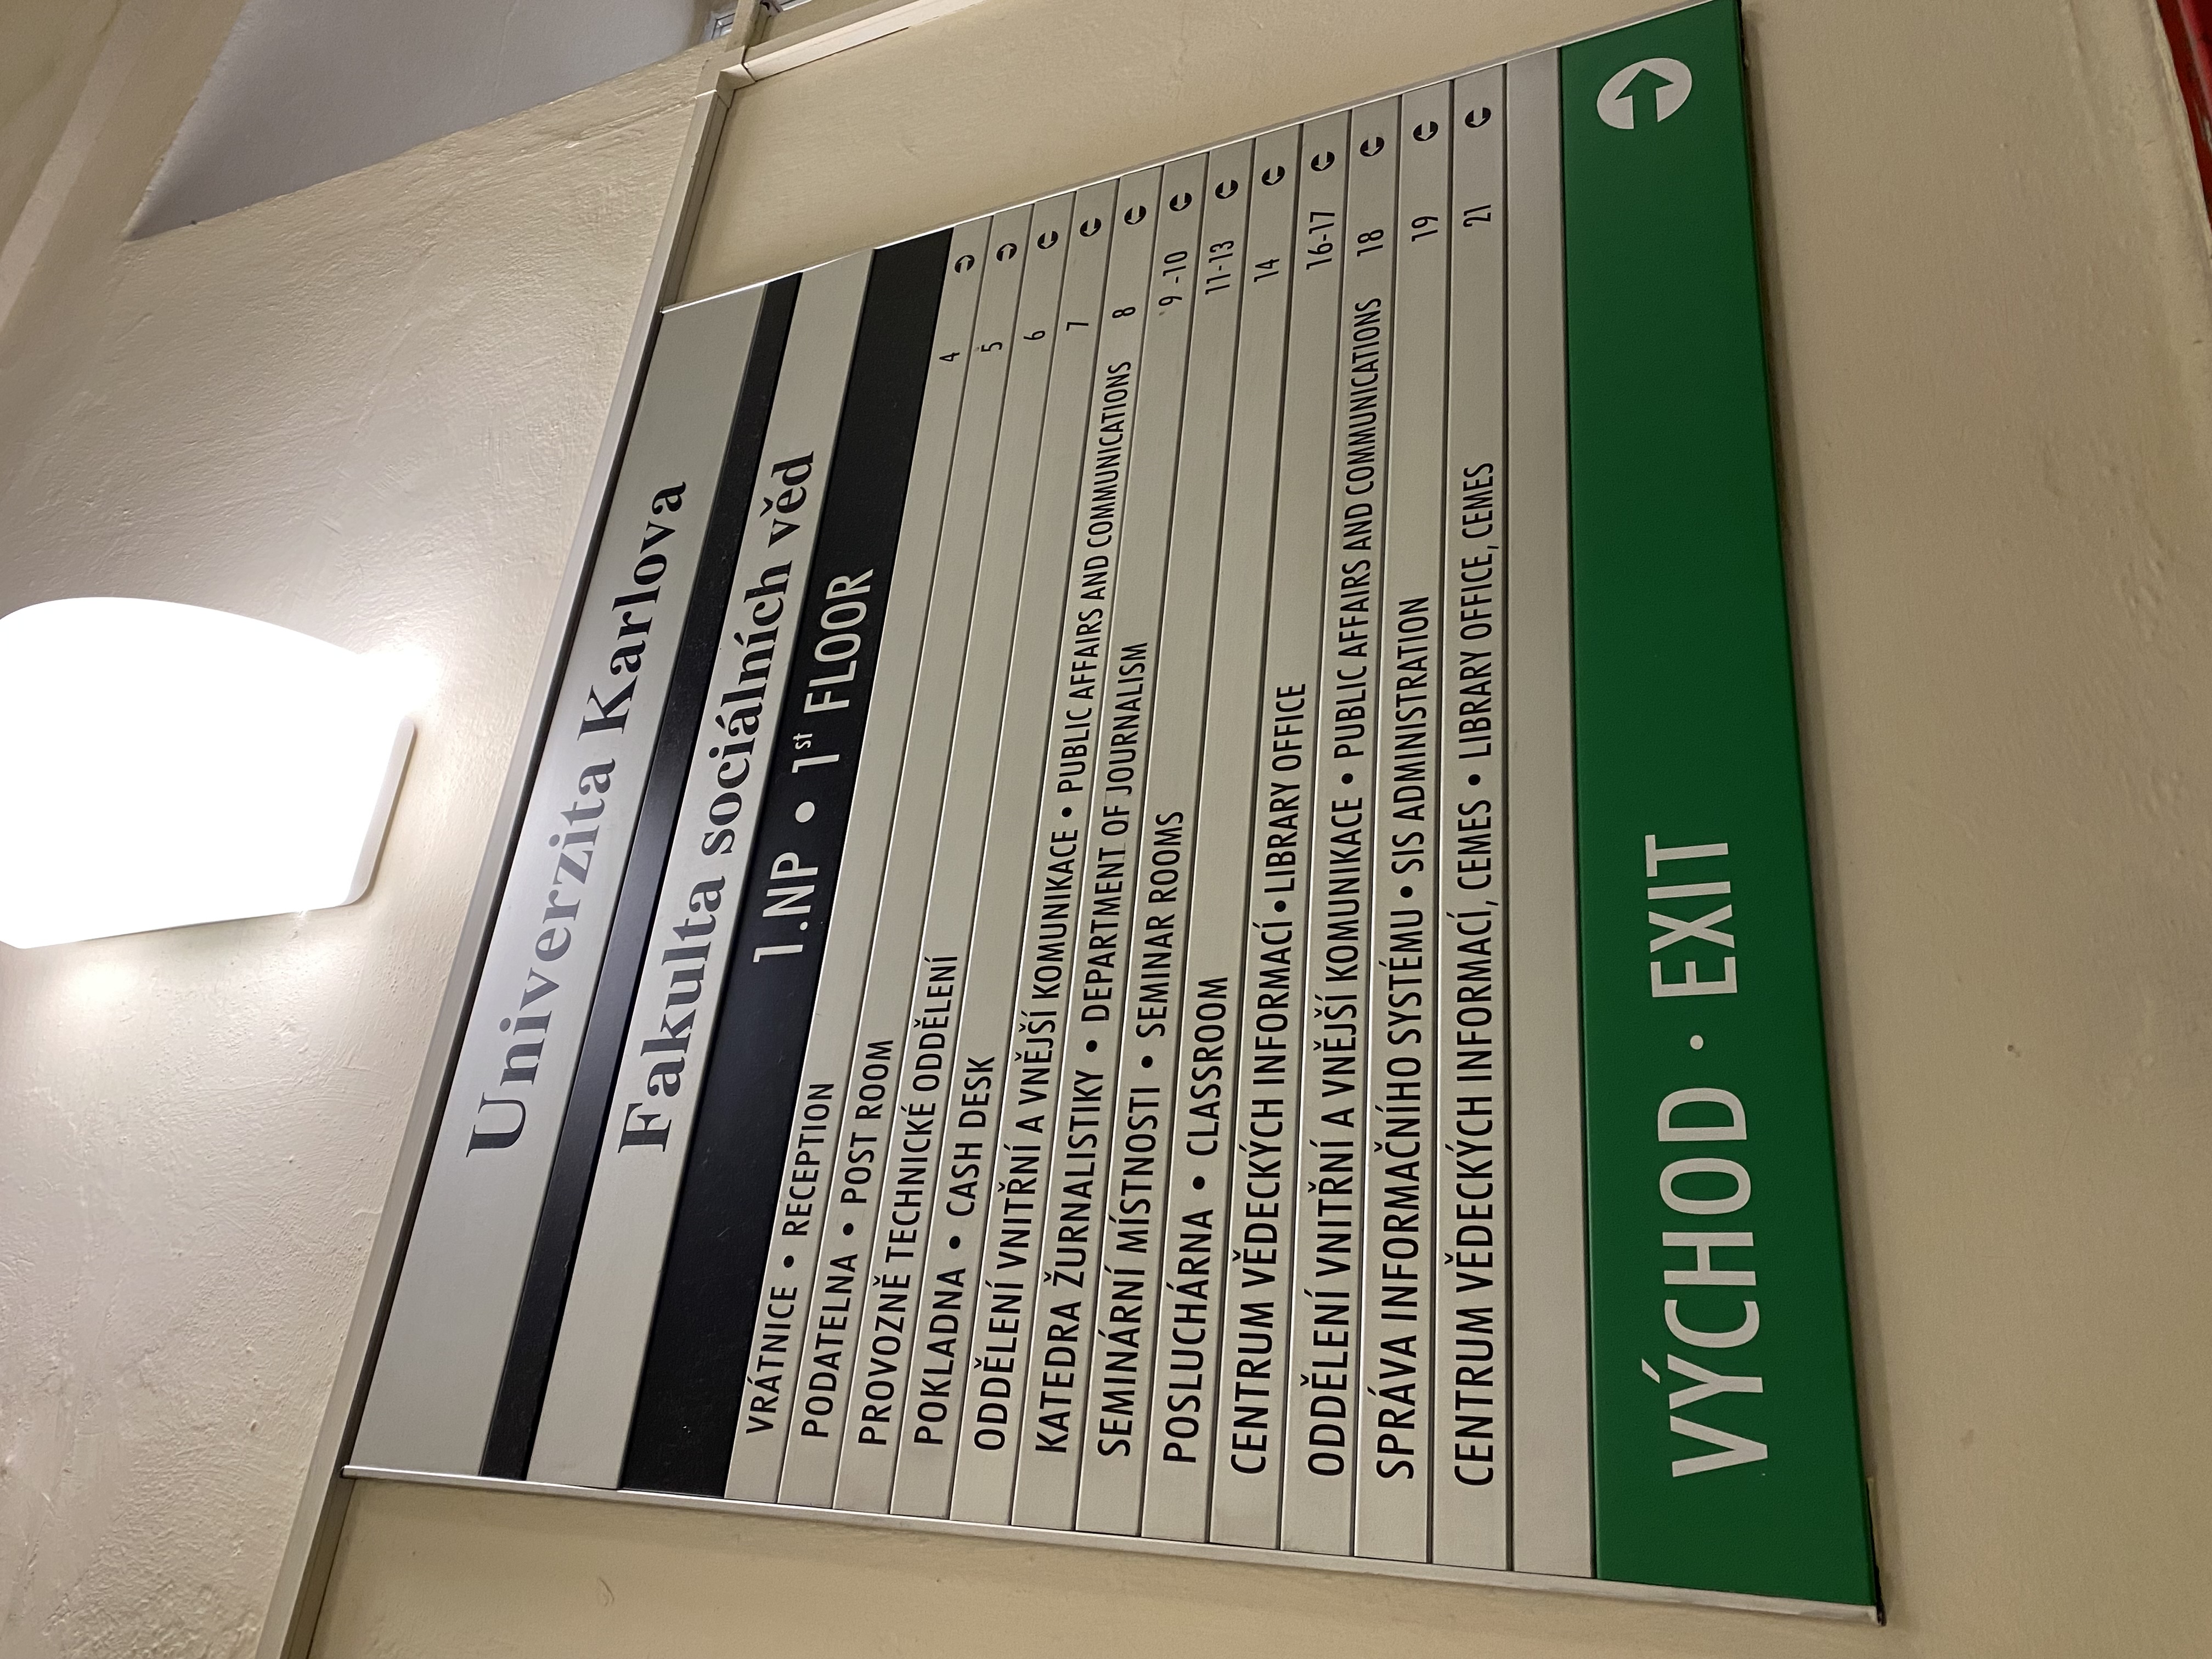 Univerzita Karlova
Fakulta sociálních věd
1.NP • 1st FLOOR
VRÁTNICE • RECEPTION 4
PODATELNA • POST ROOM 5
PROVOZNĚ TECHNICKÉ ODDĚLENÍ 6
POKLADNA • CASH DESK 7
ODDĚLENÍ VNITŘNÍ A VNĚJŠÍ KOMUNIKACE • PUBLIC AFFAIRS AND COMMUNICATIONS 8
KATEDRA ŽURNALISTIKY • DEPARTMENT OF JOURNALISM 9-10
SEMINÁRNÍ MÍSTNOSTI • SEMINAR ROOMS 11-13
POSLUCHÁRNA • CLASSROOM 14
CENTRUM VĚDECKÝCH INFORMACÍ • LIBRARY OFFICE 16-17
ODDĚLENÍ VNITŘNÍ A VNĚJŠÍ KOMUNIKACE • PUBLIC AFFAIRS AND COMMUNICATIONS 18
SPRÁVA INFORMAČNÍHO SYSTÉMU • SIS ADMINISTRATION 19
CENTRUM VĚDECKÝCH INFORMACÍ, CEMES • LIBRARY OFFICE, CEMES 21
VÝCHOD • EXIT